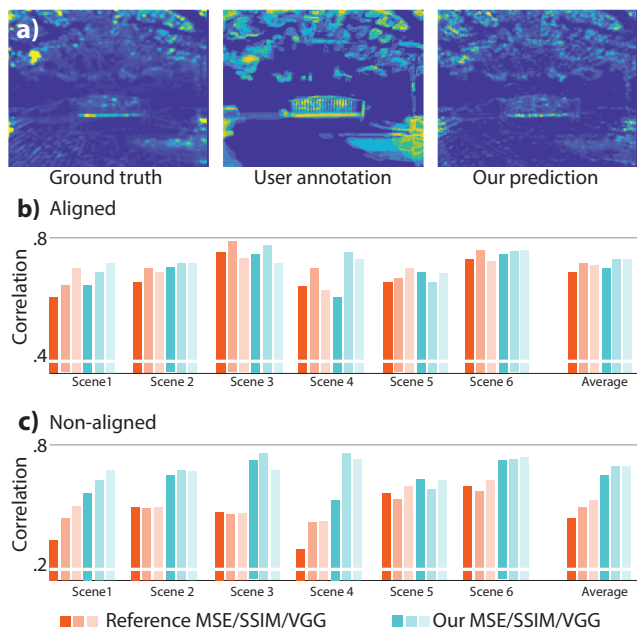 a)
Ground truth User annotation Our prediction
b) Aligned
.8
Correlation
.4
Scene1 Scene 2 Scene 3 Scene 4 Scene 5 Scene 6 Average
c) Non-aligned
.8
Correlation
.2
Scene1 Scene 2 Scene 3 Scene 4 Scene 5 Scene 6 Average
Reference MSE/SSIM/VGG Our MSE/SSIM/VGG